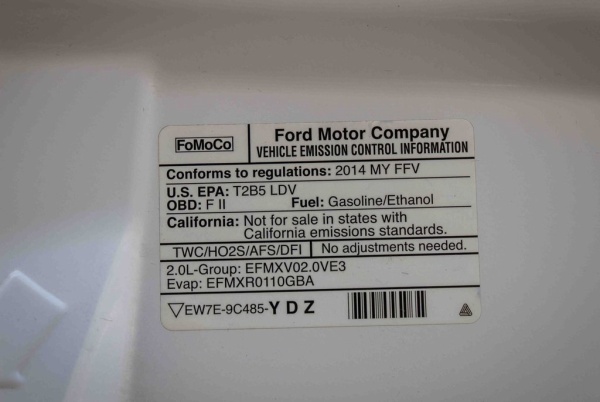 FoMoCo
Ford Motor Company
VEHICLE EMISSION CONTROL INFORMATION
Conforms to regulations: 2014 MY FFV
U.S. EPA: T2B5 LDV
OBD: F II Fuel: Gasoline/Ethanol
California: Not for sale in states with
California emissions standards.
TWC/HO2S/AFS/DFI No adjustments needed.
2.0L-Group: EFMXV02.0VE3
Evap: EFMXR0110GBA
EW7E-9C485-Y D Z